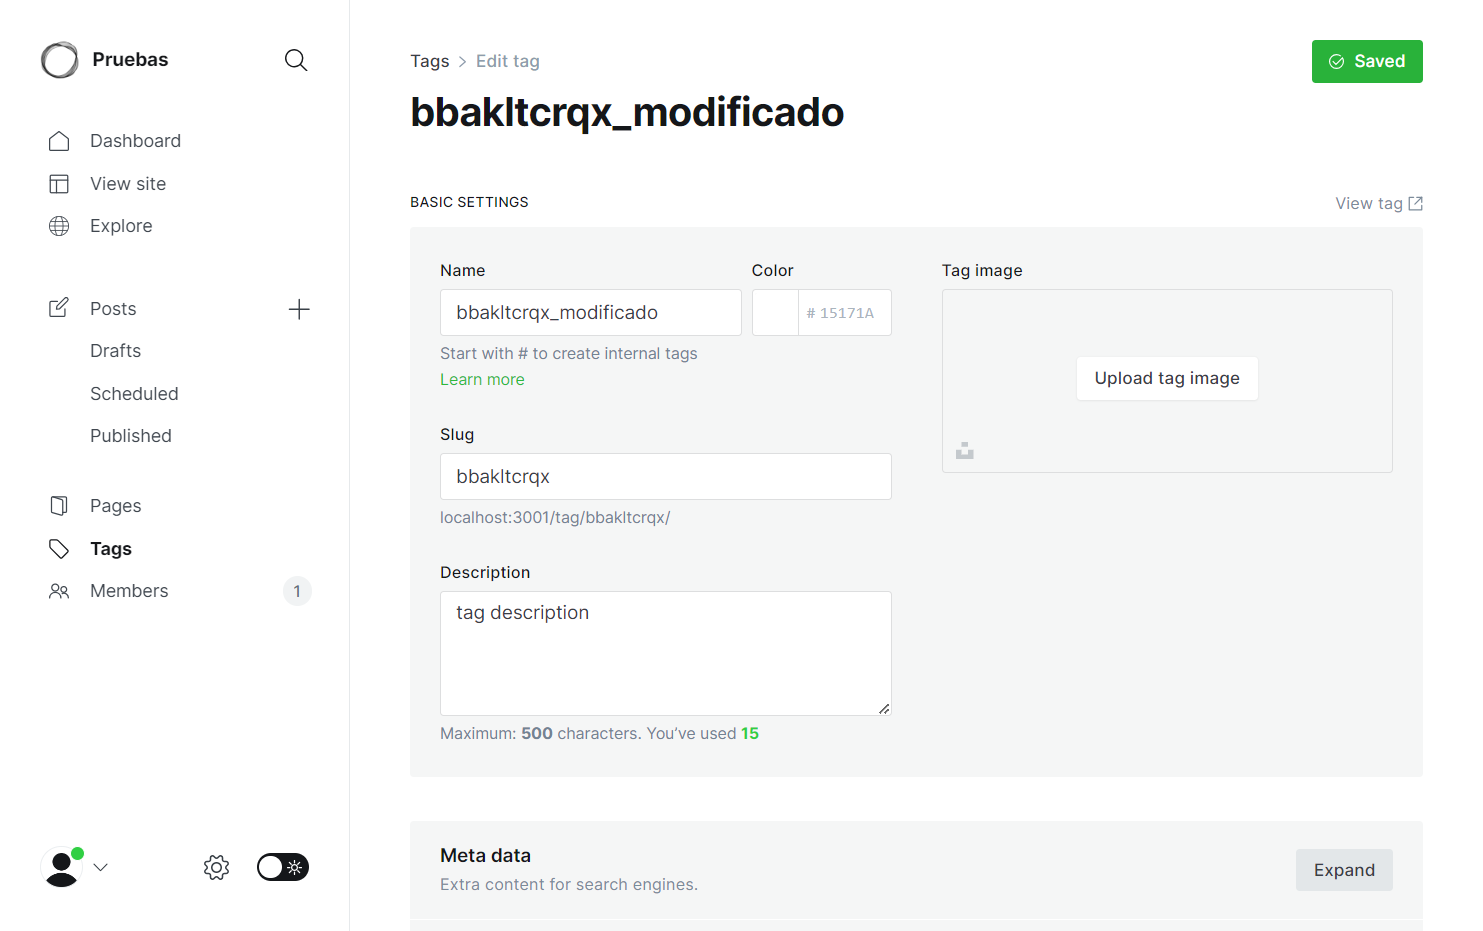 Pruebas
Dashboard
View site
Explore
Posts
Drafts
Scheduled
Published
Pages
Tags
Members 1
Tags > Edit tag
Saved
bbakltcrqx_modificado
BASIC SETTINGS
View tag
Name
bbakltcrqx_modificado
Color
# 15171A
Start with # to create internal tags
Learn more
Slug
bbakltcrqx
localhost:3001/tag/bbakltcrqx/
Description
tag description
Maximum: 500 characters. You’ve used 15
Tag image
Upload tag image
Meta data
Extra content for search engines.
Expand